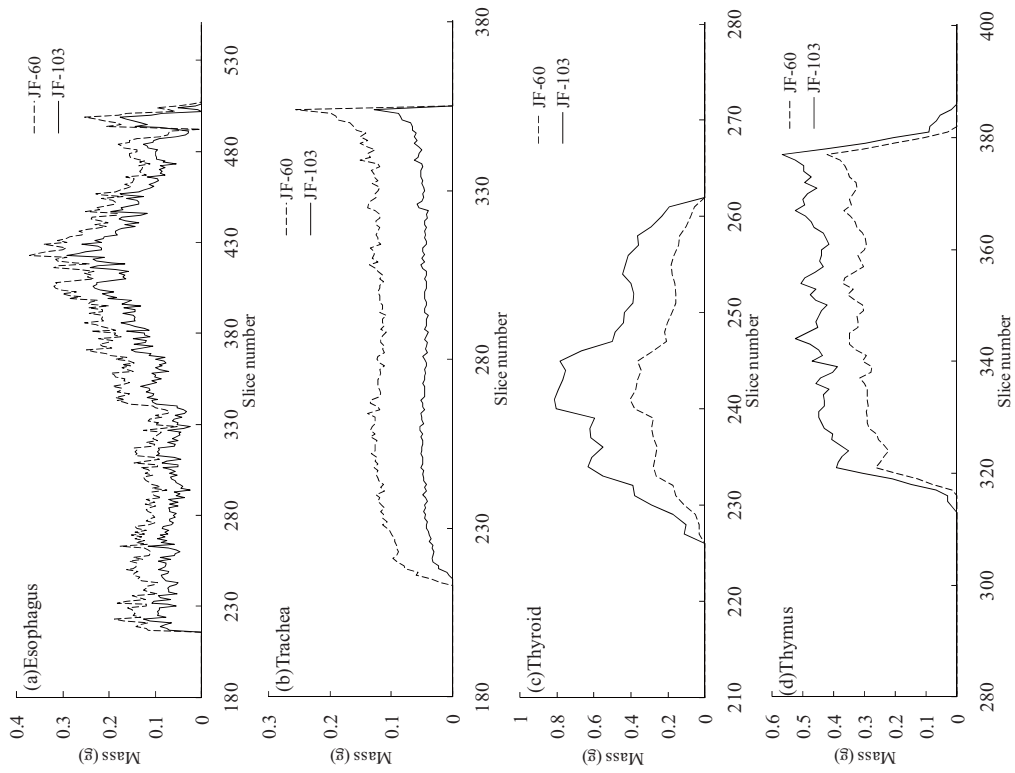 (a)Esophagus
JF-60
JF-103
Mass (g)
0.4
0.3
0.2
0.1
0
180
230
280
330
380
430
480
530
Slice number
(b)Trachea
JF-60
JF-103
Mass (g)
0.3
0.2
0.1
0
180
230
280
330
380
Slice number
(c)Thyroid
JF-60
JF-103
Mass (g)
1
0.8
0.6
0.4
0.2
0
210
220
230
240
250
260
270
280
Slice number
(d)Thymus
JF-60
JF-103
Mass (g)
0.6
0.5
0.4
0.3
0.2
0.1
0
280
300
320
340
360
380
400
Slice number